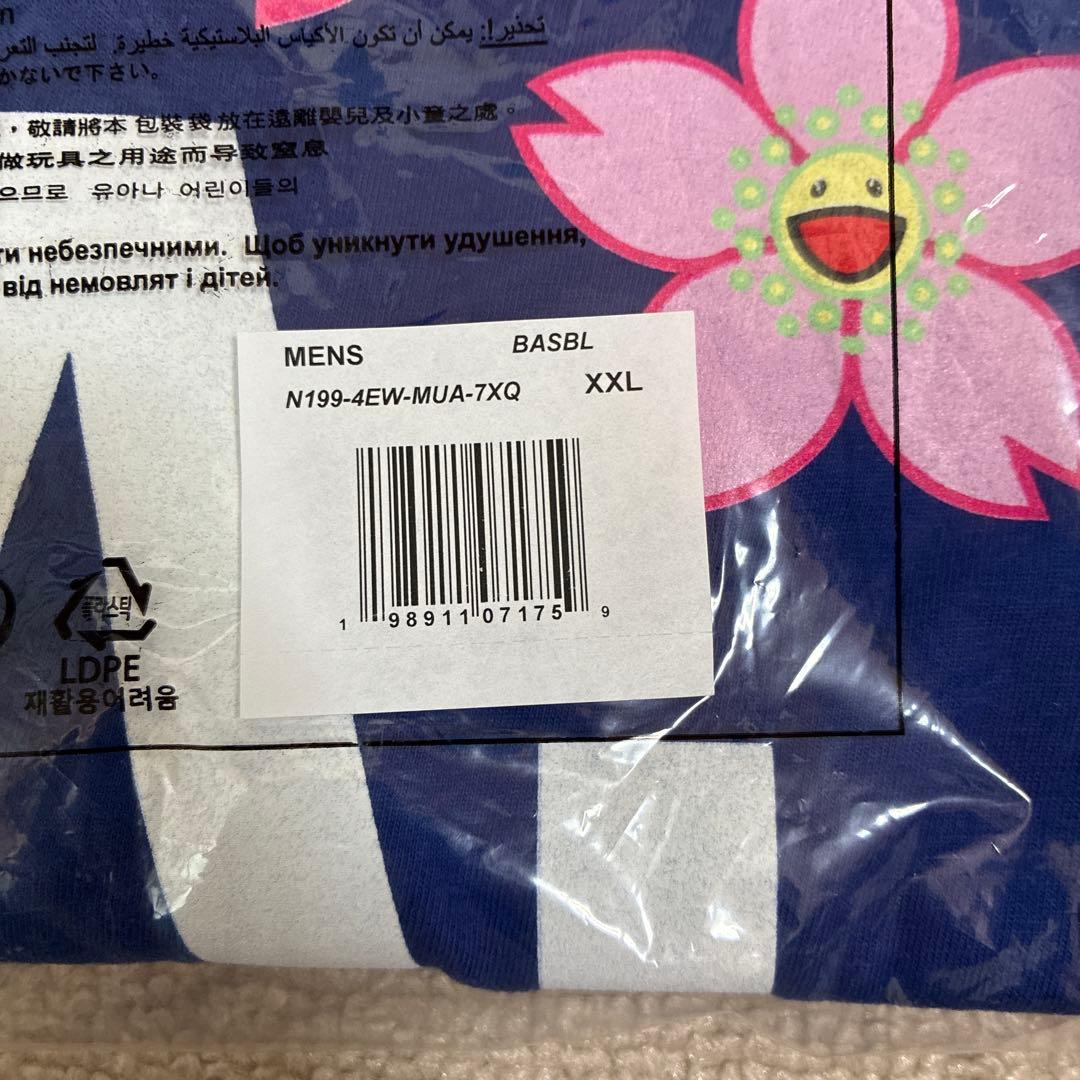 تحذير!: يمكن أن تكون الأكياس البلاستيكية خطيرة. لتجنب
かないで下さい。
，敬請將本 包裝袋 放在遠離嬰兒及小童之處。
做玩具之用途而导致窒息
으므로 유아나 어린이들의
ти небезпечними. Щоб уникнути удушення,
від немовлят і дітей.
MENS BASBL
N199-4EW-MUA-7XQ XXL
1 98911 07175 9
플라스틱
LDPE
재활용어려움